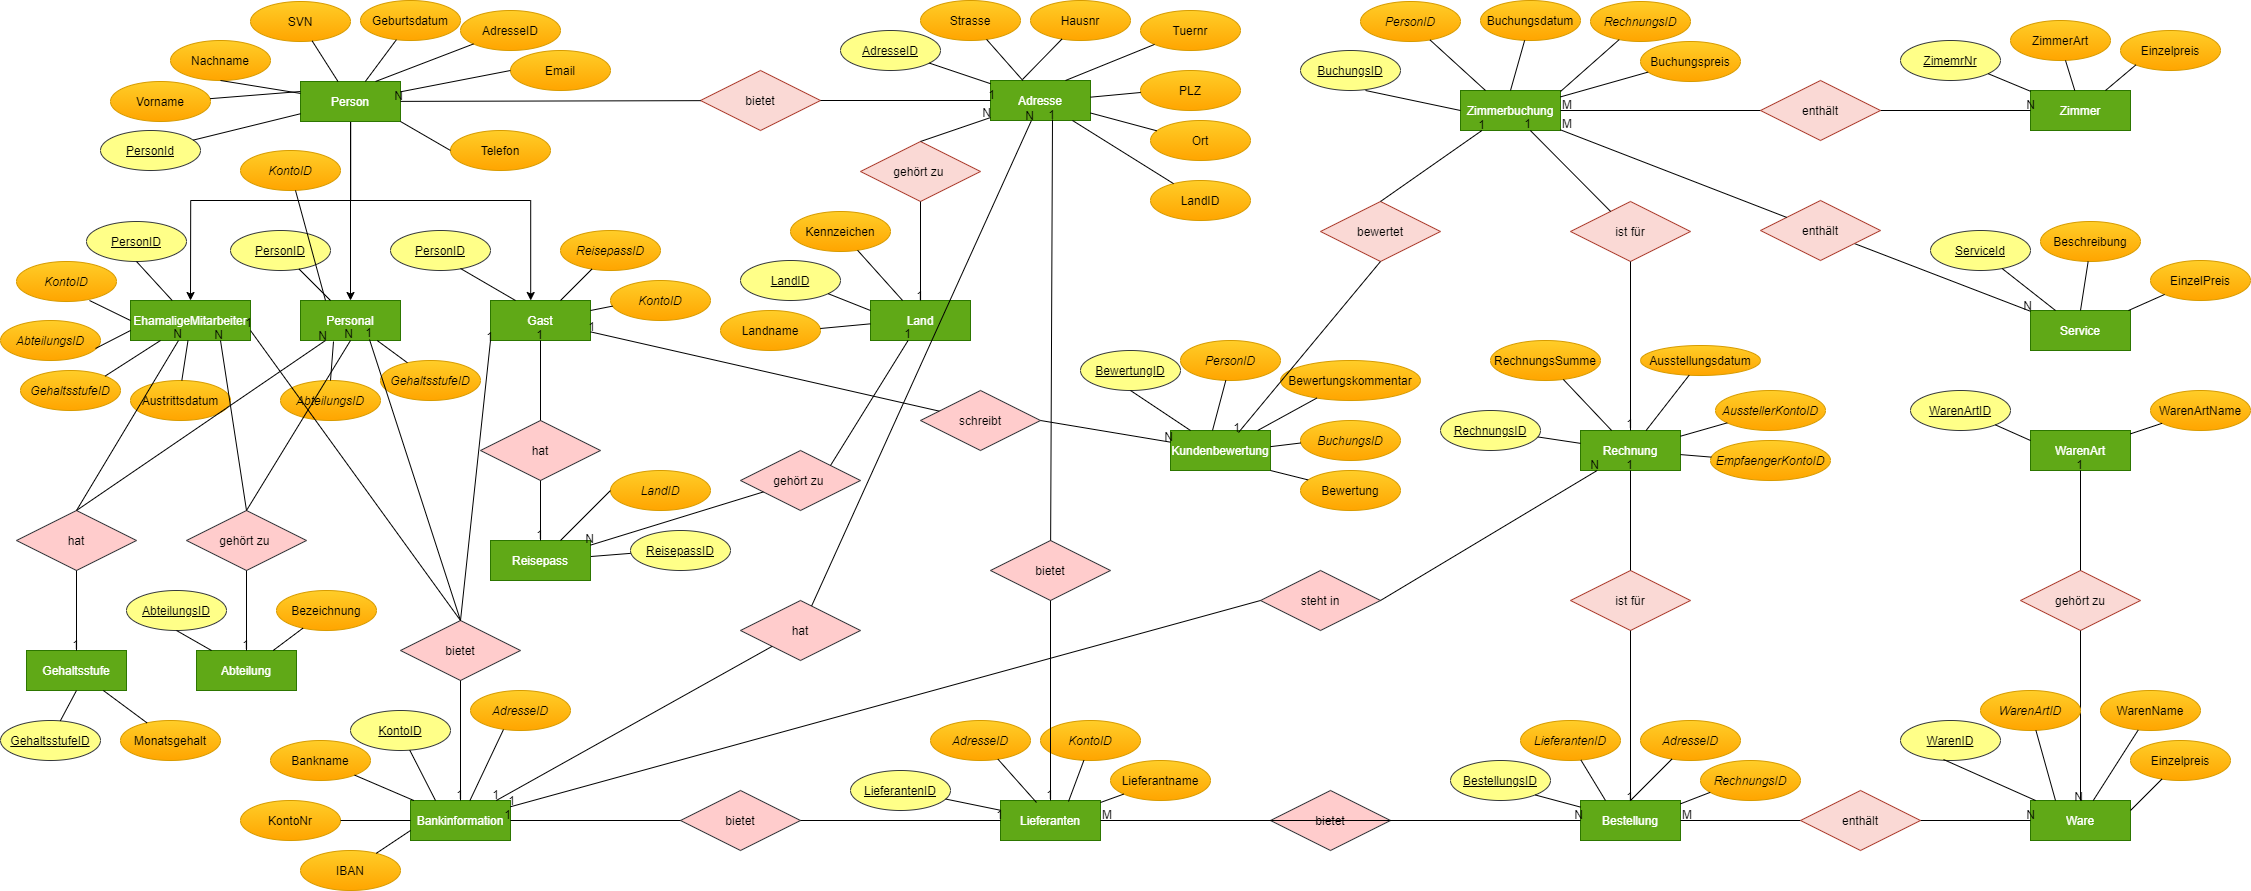 SVN
Geburtsdatum
AdresseID
Nachname
Email
Vorname
Person
N
bietet
PersonId
Telefon
KontoID
Strasse
Hausnr
Tuernr
AdresseID
PLZ
1
Adresse
N
N
1
Ort
LandID
gehört zu
PersonID
Buchungsdatum
RechnungsID
Buchungspreis
BuchungsID
Zimmerbuchung
M
M
1
1
enthält
N
ZimmerArt
Einzelpreis
ZimemrNr
Zimmer
bewertet
ist für
enthält
ServiceId
Beschreibung
EinzelPreis
N
Service
PersonID
PersonID
PersonID
ReisepassID
KontoID
KontoID
EhamaligeMitarbeiter
1
N
N
Personal
N
N
1
Gast
1
1
1
AbteilungsID
GehaltsstufeID
Austrittsdatum
AbteilungsID
GehaltsstufeID
Kennzeichen
LandID
Landname
1
Land
1
BewertungID
PersonID
Bewertungskommentar
BuchungsID
Bewertung
1
N
Kundenbewertung
schreibt
RechnungsSumme
Ausstellungsdatum
AusstellerKontoID
RechnungsID
EmpfaengerKontoID
1
Rechnung
N
1
WarenArtID
WarenArtName
WarenArt
1
hat
gehört zu
hat
gehört zu
LandID
1
N
Reisepass
ReisepassID
bietet
steht in
ist für
gehört zu
AbteilungsID
Bezeichnung
1
1
Gehaltsstufe
Abteilung
bietet
hat
GehaltsstufeID
Monatsgehalt
KontoID
AdresseID
Bankname
KontoNr
IBAN
1
1
1
1
Bankinformation
bietet
AdresseID
KontoID
LieferantenID
Lieferantname
1
1
M
Lieferanten
bietet
LieferantenID
AdresseID
BestellungsID
RechnungsID
1
N
M
Bestellung
enthält
WarenArtID
WarenName
WarenID
Einzelpreis
N
N
Ware